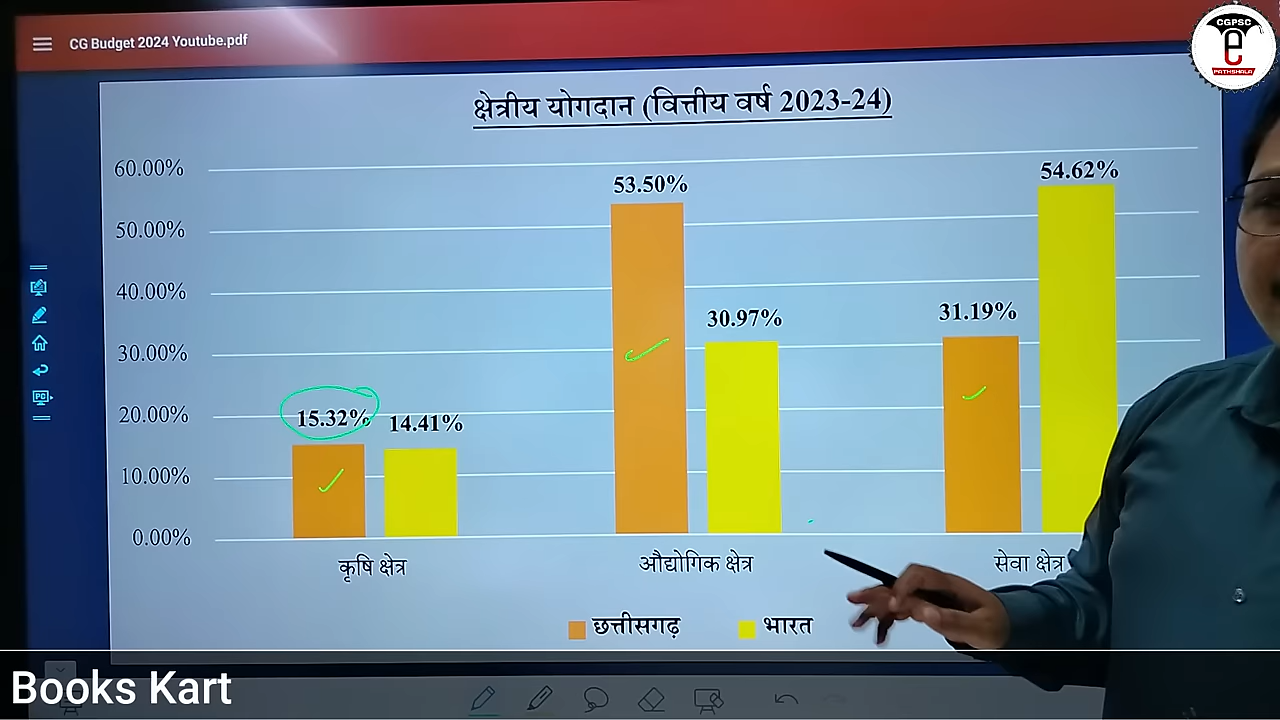 CG Budget 2024 Youtube.pdf
CGPSC
e
PATHSHALA
क्षेत्रीय योगदान (वित्तीय वर्ष 2023-24)
60.00%
50.00%
40.00%
30.00%
20.00%
10.00%
0.00%
15.32% 14.41%
53.50%
30.97%
31.19%
54.62%
कृषि क्षेत्र औद्योगिक क्षेत्र सेवा क्षेत्र
छत्तीसगढ़ भारत
Books Kart